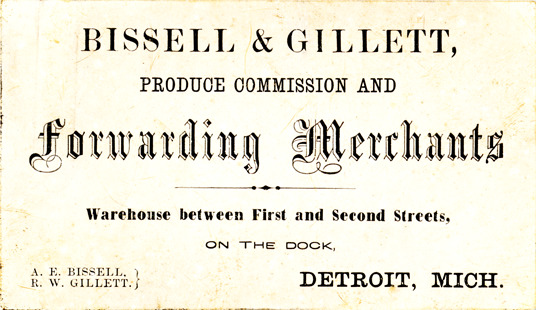 BISSELL & GILLETT,
PRODUCE COMMISSION AND
Forwarding Merchants
Warehouse between First and Second Streets,
ON THE DOCK,
A. E. BISSELL, }
R. W. GILLETT. }
DETROIT, MICH.